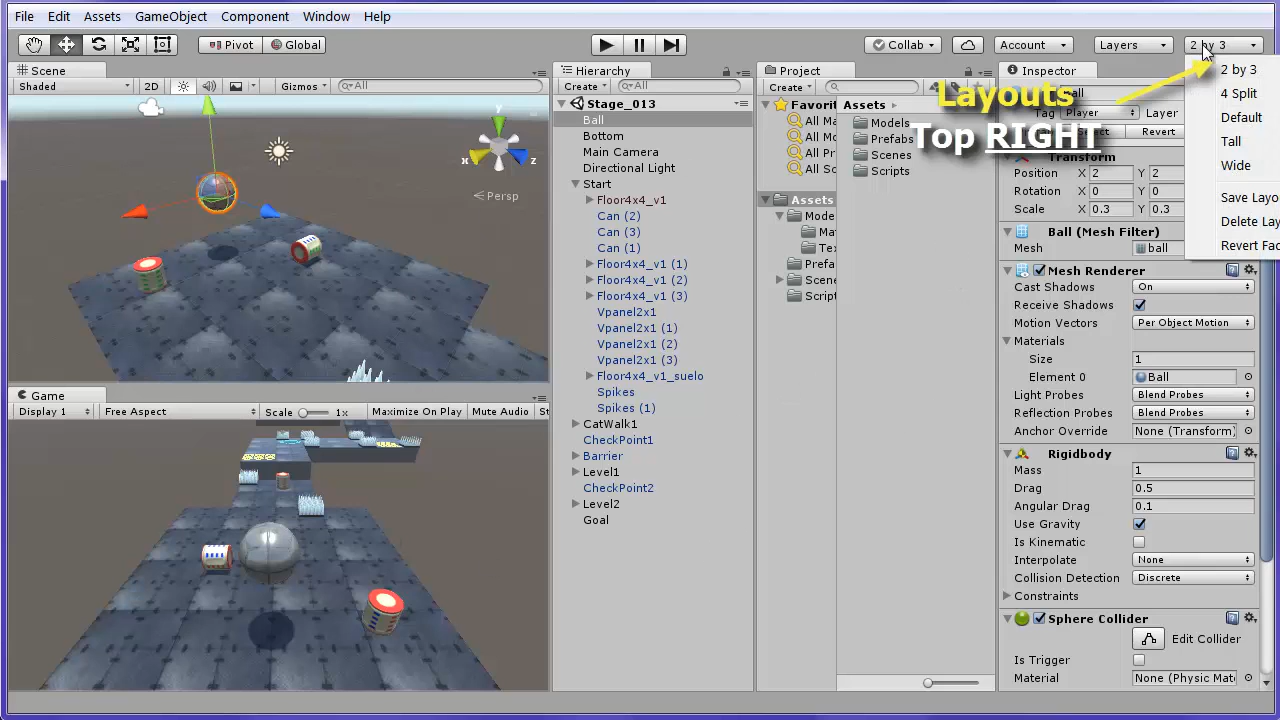 File Edit Assets GameObject Component Window Help
Pivot Global Collab Account Layers 2 by 3
Scene
Shaded 2D Gizmos All
Hierarchy
Create All
Stage_013
Ball
Bottom
Main Camera
Directional Light
Start
Floor4x4_v1
Can (2)
Can (3)
Can (1)
Floor4x4_v1 (1)
Floor4x4_v1 (2)
Floor4x4_v1 (3)
Vpanel2x1
Vpanel2x1 (1)
Vpanel2x1 (2)
Vpanel2x1 (3)
Floor4x4_v1_suelo
Spikes
Spikes (1)
CatWalk1
CheckPoint1
Barrier
Level1
CheckPoint2
Level2
Goal
x y z
Persp
Game
Display 1 Free Aspect Scale 1x Maximize On Play Mute Audio St
Project
Create
Favorit
All Ma
All Mo
All Pr
All Sc
Assets
Mode
Mat
Tex
Prefa
Scene
Script
Assets
Models
Prefabs
Scenes
Scripts
Layouts
Top RIGHT
2 by 3
4 Split
Default
Tall
Wide
Save Layo
Delete Lay
Revert Fac
Inspector
Tag Player Layer
Revert
Transform
Position X 2 Y 2
Rotation X 0 Y 0
Scale X 0.3 Y 0.3
Ball (Mesh Filter)
Mesh ball
Mesh Renderer
Cast Shadows On
Receive Shadows
Motion Vectors Per Object Motion
Materials
Size 1
Element 0 Ball
Light Probes Blend Probes
Reflection Probes Blend Probes
Anchor Override None (Transform)
Rigidbody
Mass 1
Drag 0.5
Angular Drag 0.1
Use Gravity
Is Kinematic
Interpolate None
Collision Detection Discrete
Constraints
Sphere Collider
Edit Collider
Is Trigger
Material None (Physic Mate